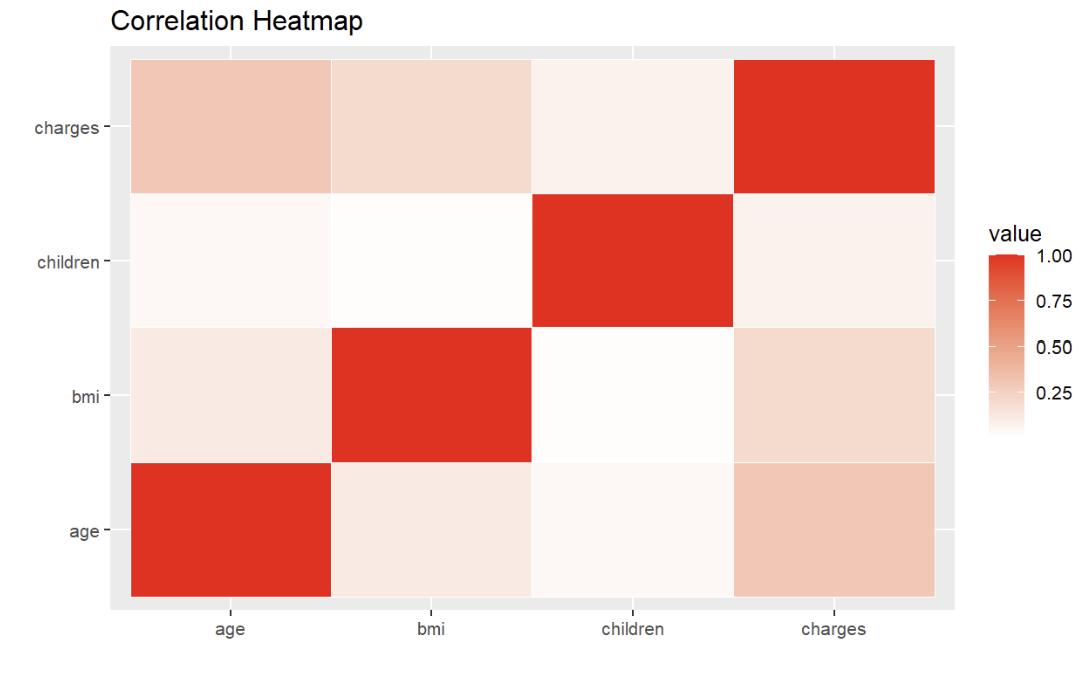 Correlation Heatmap
charges
children
bmi
age
age bmi children charges
value
1.00
0.75
0.50
0.25